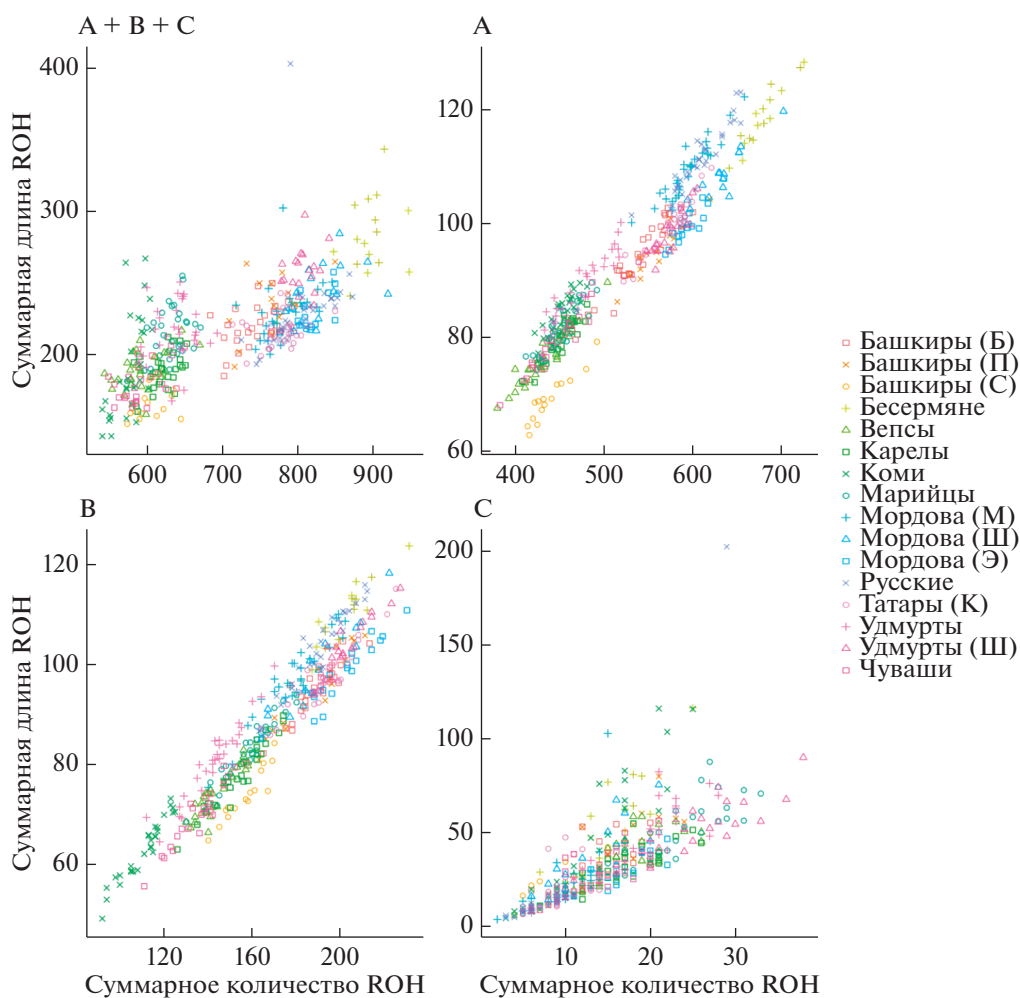 A + B + C
A
Суммарная длина ROH
400
300
200
600
700
800
900
120
100
80
60
400
500
600
700
B
C
Суммарная длина ROH
120
100
80
60
120
160
200
Суммарное количество ROH
200
150
100
50
0
10
20
30
Суммарное количество ROH
Башкиры (Б)
Башкиры (П)
Башкиры (С)
Бесермяне
Вепсы
Карелы
Коми
Марийцы
Мордова (М)
Мордова (Ш)
Мордова (Э)
Русские
Татары (К)
Удмурты
Удмурты (Ш)
Чуваши